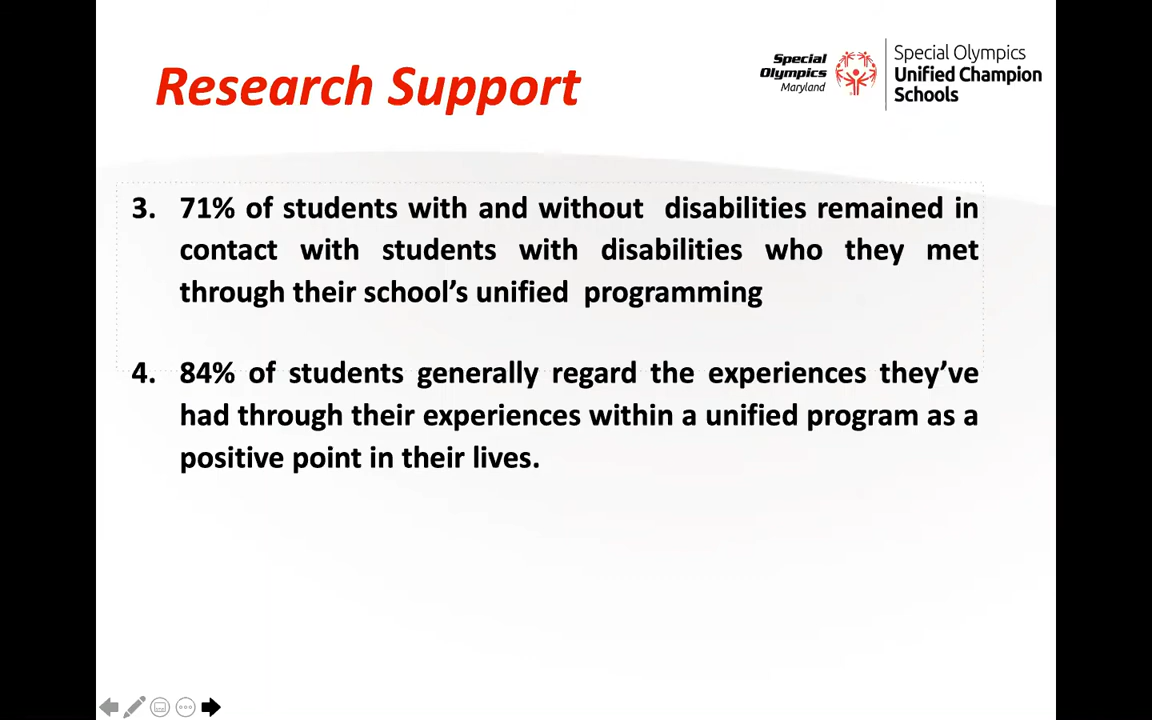 Research Support
Special
Olympics
Maryland
Special Olympics
Unified Champion
Schools
3. 71% of students with and without disabilities remained in
contact with students with disabilities who they met
through their school’s unified programming
4. 84% of students generally regard the experiences they’ve
had through their experiences within a unified program as a
positive point in their lives.